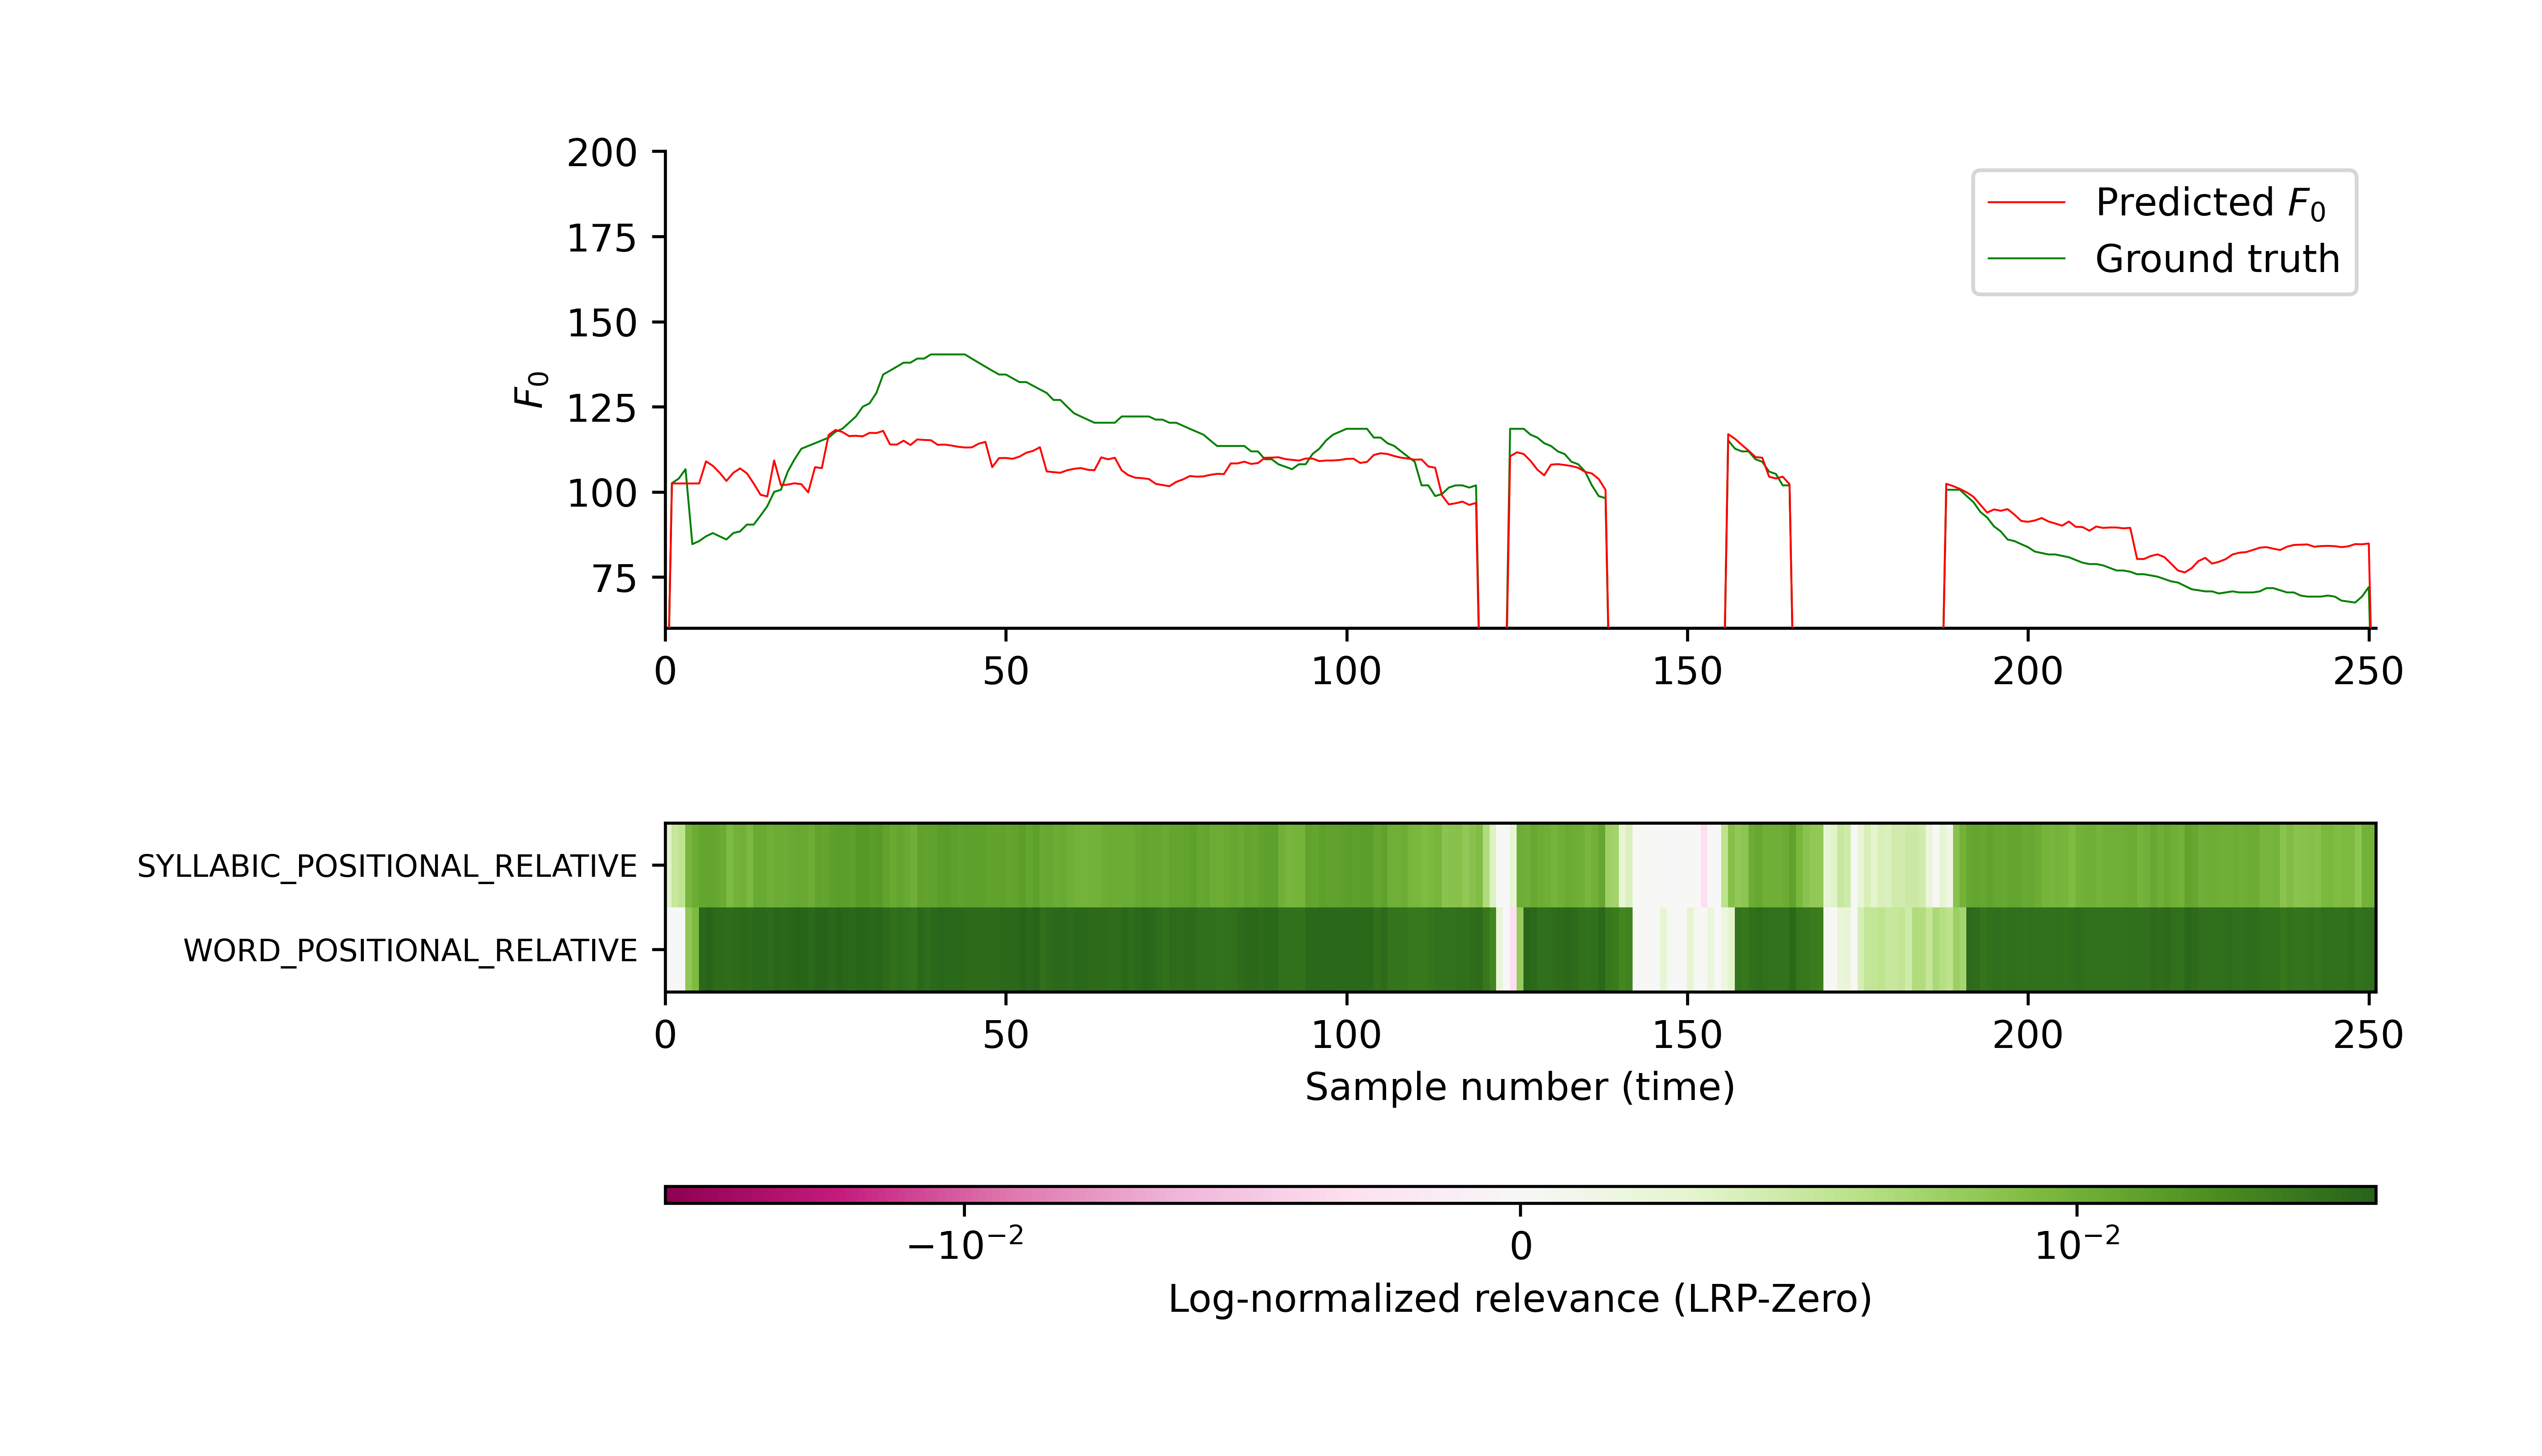 200
175
150
125
100
75
F₀
Predicted F₀
Ground truth
0 50 100 150 200 250
SYLLABIC_POSITIONAL_RELATIVE
WORD_POSITIONAL_RELATIVE
0 50 100 150 200 250
Sample number (time)
−10⁻² 0 10⁻²
Log-normalized relevance (LRP-Zero)